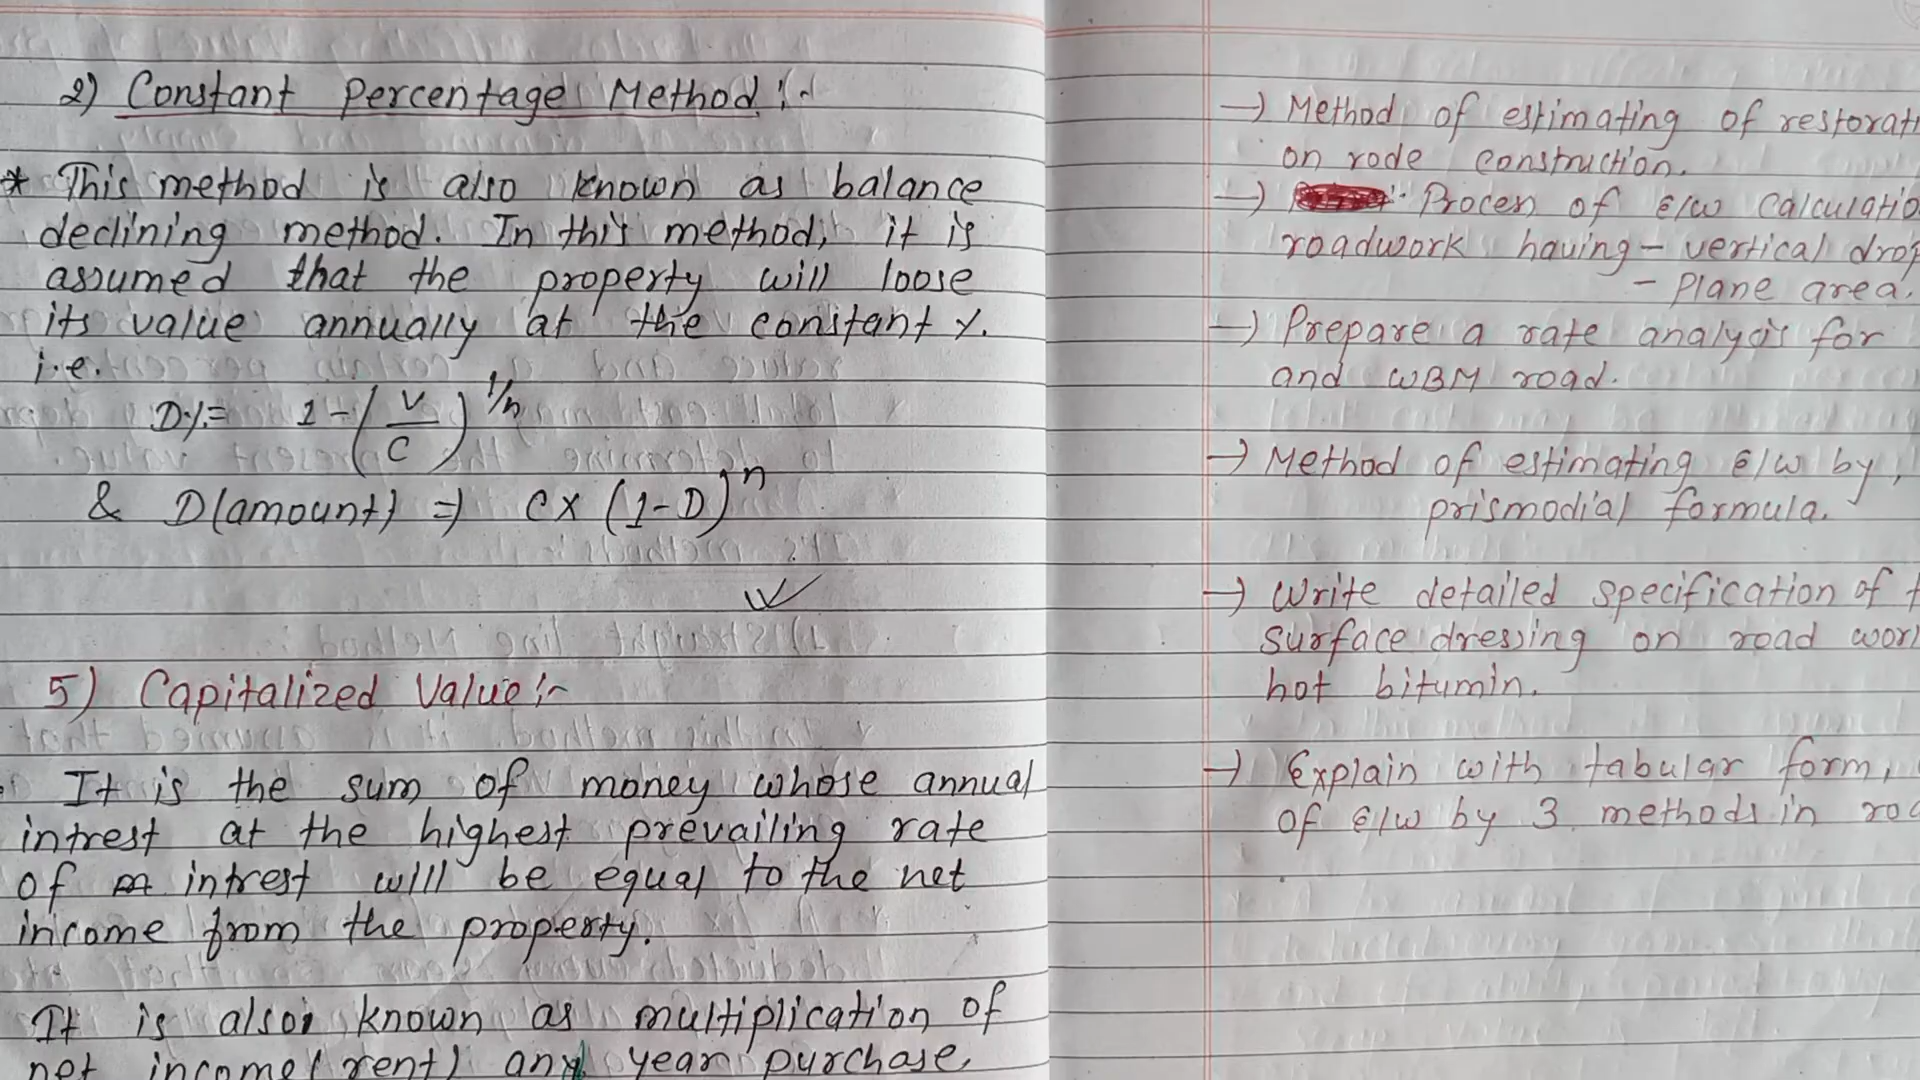 2) Constant Percentage Method :-
* This method is also known as balance
declining method. In this method, it is
assumed that the property will loose
its value annually at the constant %.
i.e.
D% = 1 - (V/C)^1/n
& D(amount) ⇒ C × (1-D)^n
5) Capitalized Value :-
It is the sum of money whose annual
intrest at the highest prevailing rate
of intrest will be equal to the net
income from the property.
It is also known as multiplication of
net income (rent) any year purchase.
→ Method of estimating of restorati
on rode construction.
→ Proces of E/W calculatio
roadwork having - vertical drop
- Plane area.
→ Prepare a rate analysis for
and WBM road.
→ Method of estimating E/W by
prismodial formula.
→ Write detailed specification of
surface dressing on road wor
hot bitumin.
→ Explain with tabular form,
of E/W by 3 methods in roa